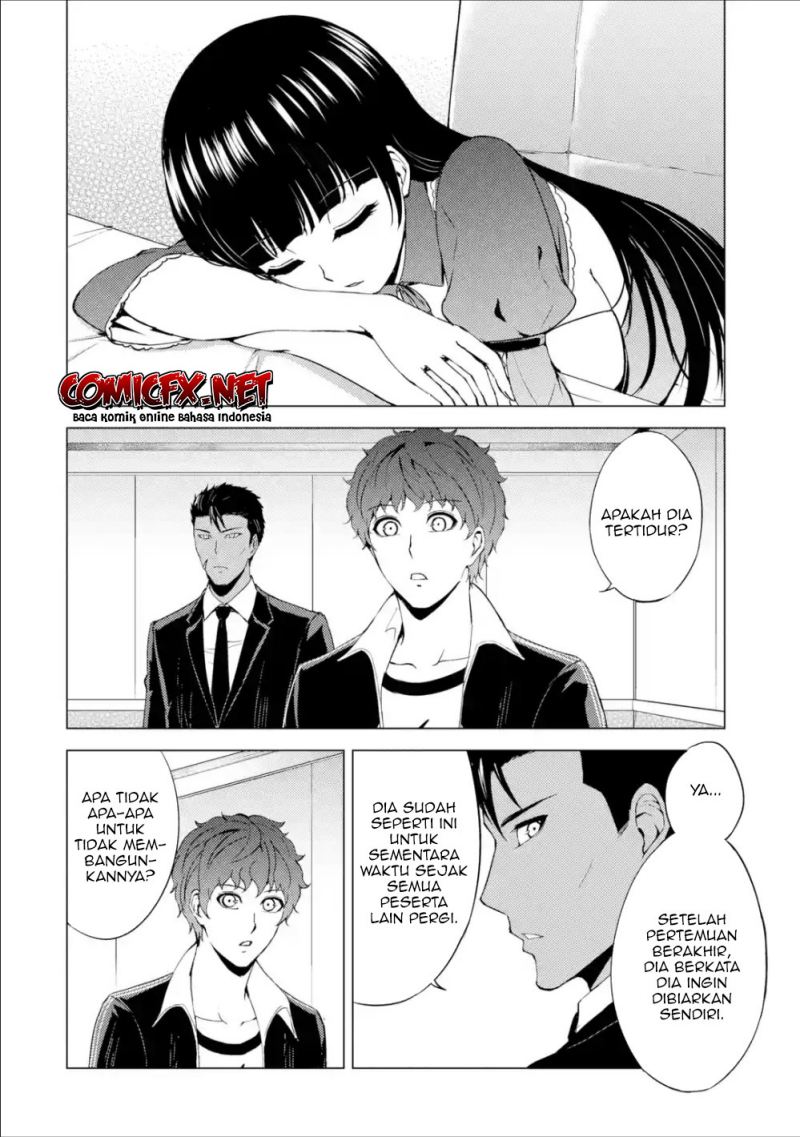 COMICFX.NET
BACA KOMIK ONLINE BAHASA INDONESIA
APAKAH DIA
TERTIDUR?
YA...
SETELAH
PERTEMUAN
BERAKHIR,
DIA BERKATA
DIA INGIN
DIBIARKAN
SENDIRI.
DIA SUDAH
SEPERTI INI
UNTUK
SEMENTARA
WAKTU SEJAK
SEMUA
PESERTA
LAIN PERGI.
APA TIDAK
APA-APA
UNTUK
TIDAK MEM-
BANGUN-
KANNYA?